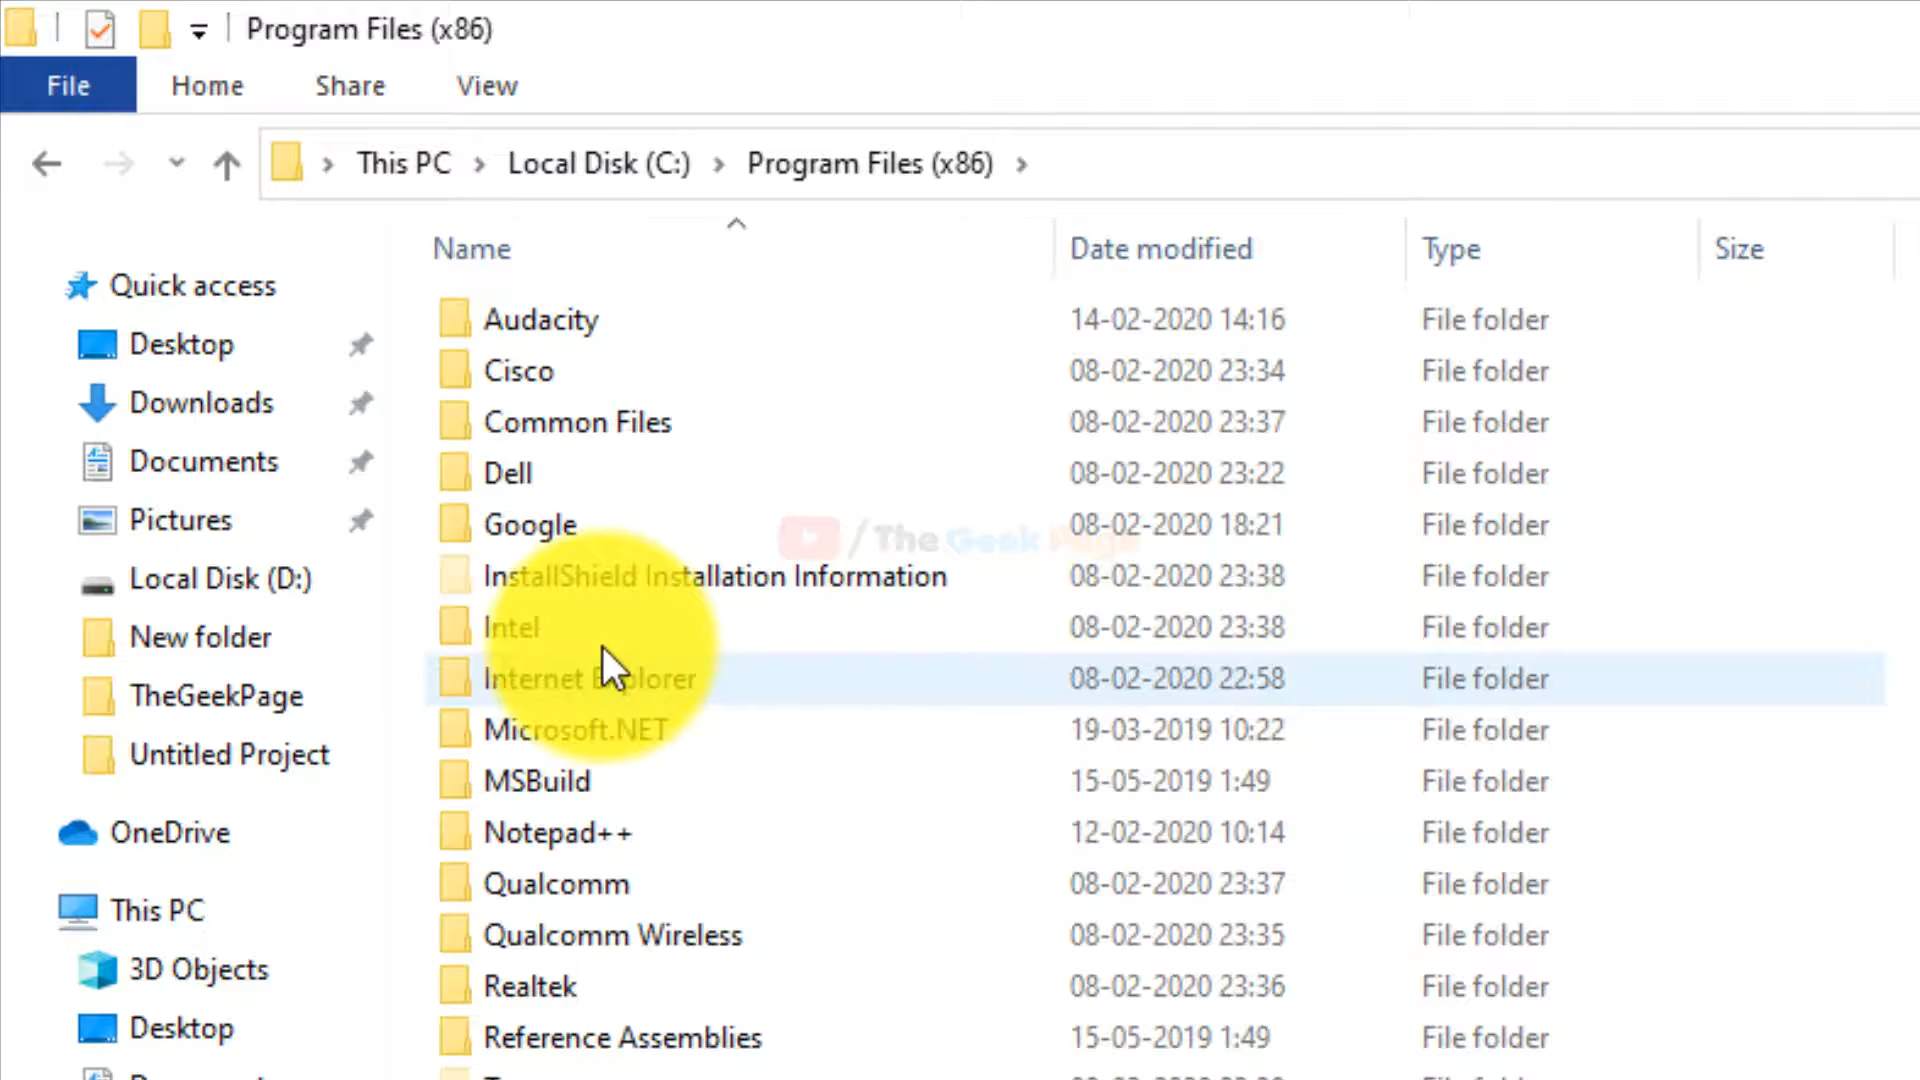 Program Files (x86)
File Home Share View
This PC Local Disk (C:) Program Files (x86)
Name Date modified Type Size
Quick access
Desktop
Downloads
Documents
Pictures
Local Disk (D:)
New folder
TheGeekPage
Untitled Project
OneDrive
This PC
3D Objects
Desktop
Audacity 14-02-2020 14:16 File folder
Cisco 08-02-2020 23:34 File folder
Common Files 08-02-2020 23:37 File folder
Dell 08-02-2020 23:22 File folder
Google 08-02-2020 18:21 File folder
/The Geek Page
InstallShield Installation Information 08-02-2020 23:38 File folder
Intel 08-02-2020 23:38 File folder
Internet Explorer 08-02-2020 22:58 File folder
Microsoft.NET 19-03-2019 10:22 File folder
MSBuild 15-05-2019 1:49 File folder
Notepad++ 12-02-2020 10:14 File folder
Qualcomm 08-02-2020 23:37 File folder
Qualcomm Wireless 08-02-2020 23:35 File folder
Realtek 08-02-2020 23:36 File folder
Reference Assemblies 15-05-2019 1:49 File folder